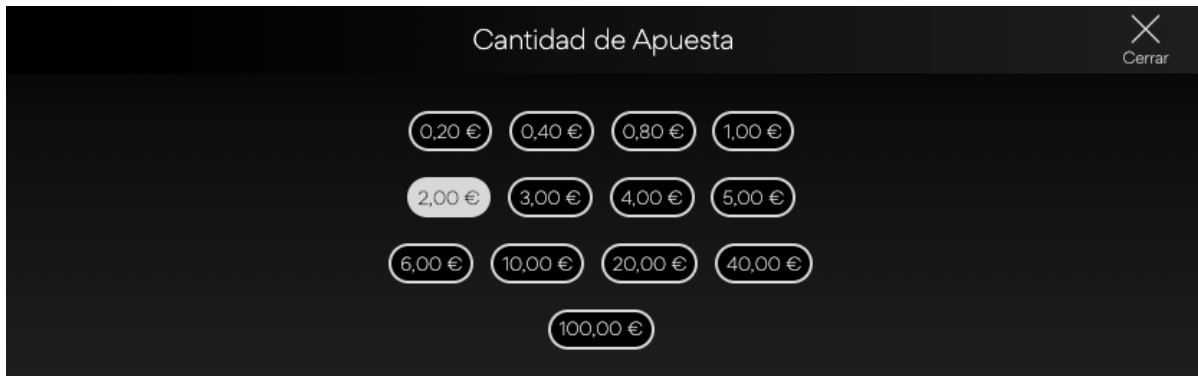 Cantidad de Apuesta
Cerrar
0,20 € 0,40 € 0,80 € 1,00 €
2,00 € 3,00 € 4,00 € 5,00 €
6,00 € 10,00 € 20,00 € 40,00 €
100,00 €